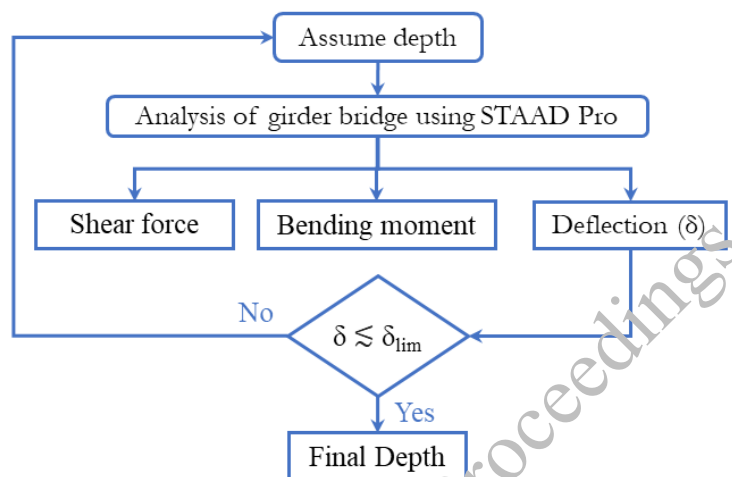 Assume depth
Analysis of girder bridge using STAAD Pro
Shear force
Bending moment
Deflection (δ)
No
δ ≲ δlim
Yes
Final Depth
Proceedings